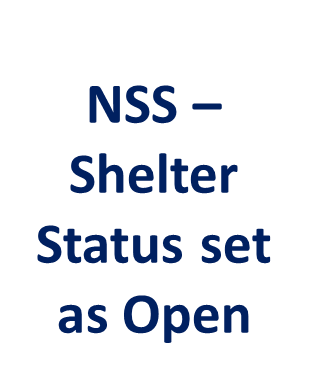 NSS –
Shelter
Status set
as Open